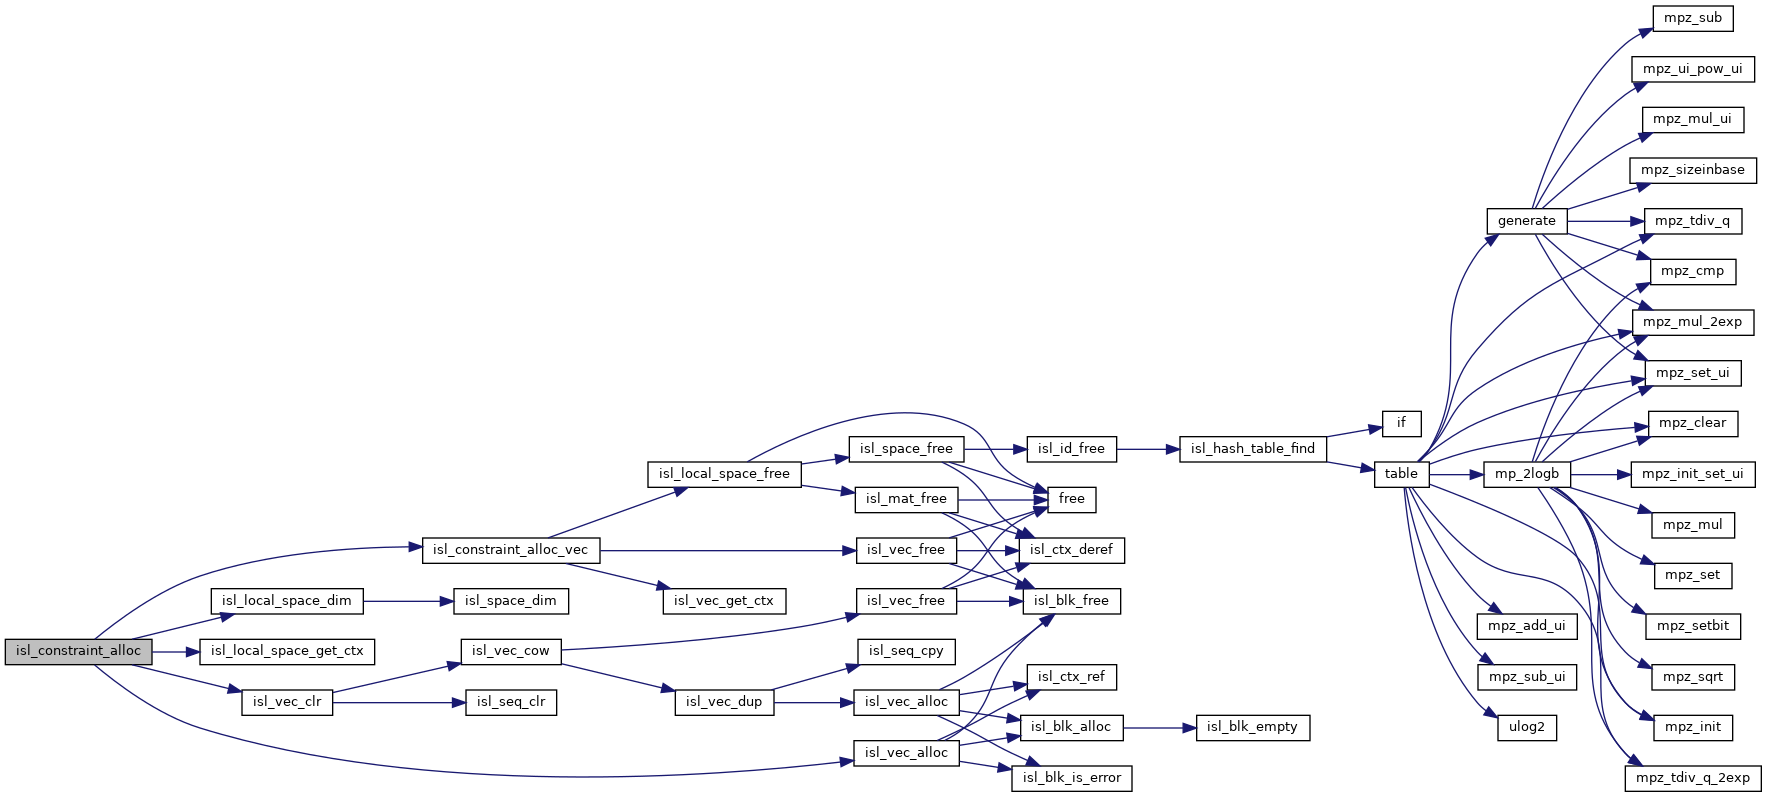 mpz_sub
mpz_ui_pow_ui
mpz_mul_ui
mpz_sizeinbase
generate
mpz_tdiv_q
mpz_cmp
mpz_mul_2exp
mpz_set_ui
if
mpz_clear
isl_space_free
isl_id_free
isl_hash_table_find
isl_local_space_free
table
mp_2logb
mpz_init_set_ui
isl_mat_free
free
mpz_mul
isl_constraint_alloc_vec
isl_vec_free
isl_ctx_deref
mpz_set
isl_local_space_dim
isl_space_dim
isl_vec_get_ctx
isl_vec_free
isl_blk_free
mpz_add_ui
mpz_setbit
isl_constraint_alloc
isl_local_space_get_ctx
isl_vec_cow
isl_seq_cpy
isl_ctx_ref
mpz_sub_ui
mpz_sqrt
isl_vec_clr
isl_seq_clr
isl_vec_dup
isl_vec_alloc
isl_blk_alloc
isl_blk_empty
ulog2
mpz_init
isl_vec_alloc
isl_blk_is_error
mpz_tdiv_q_2exp